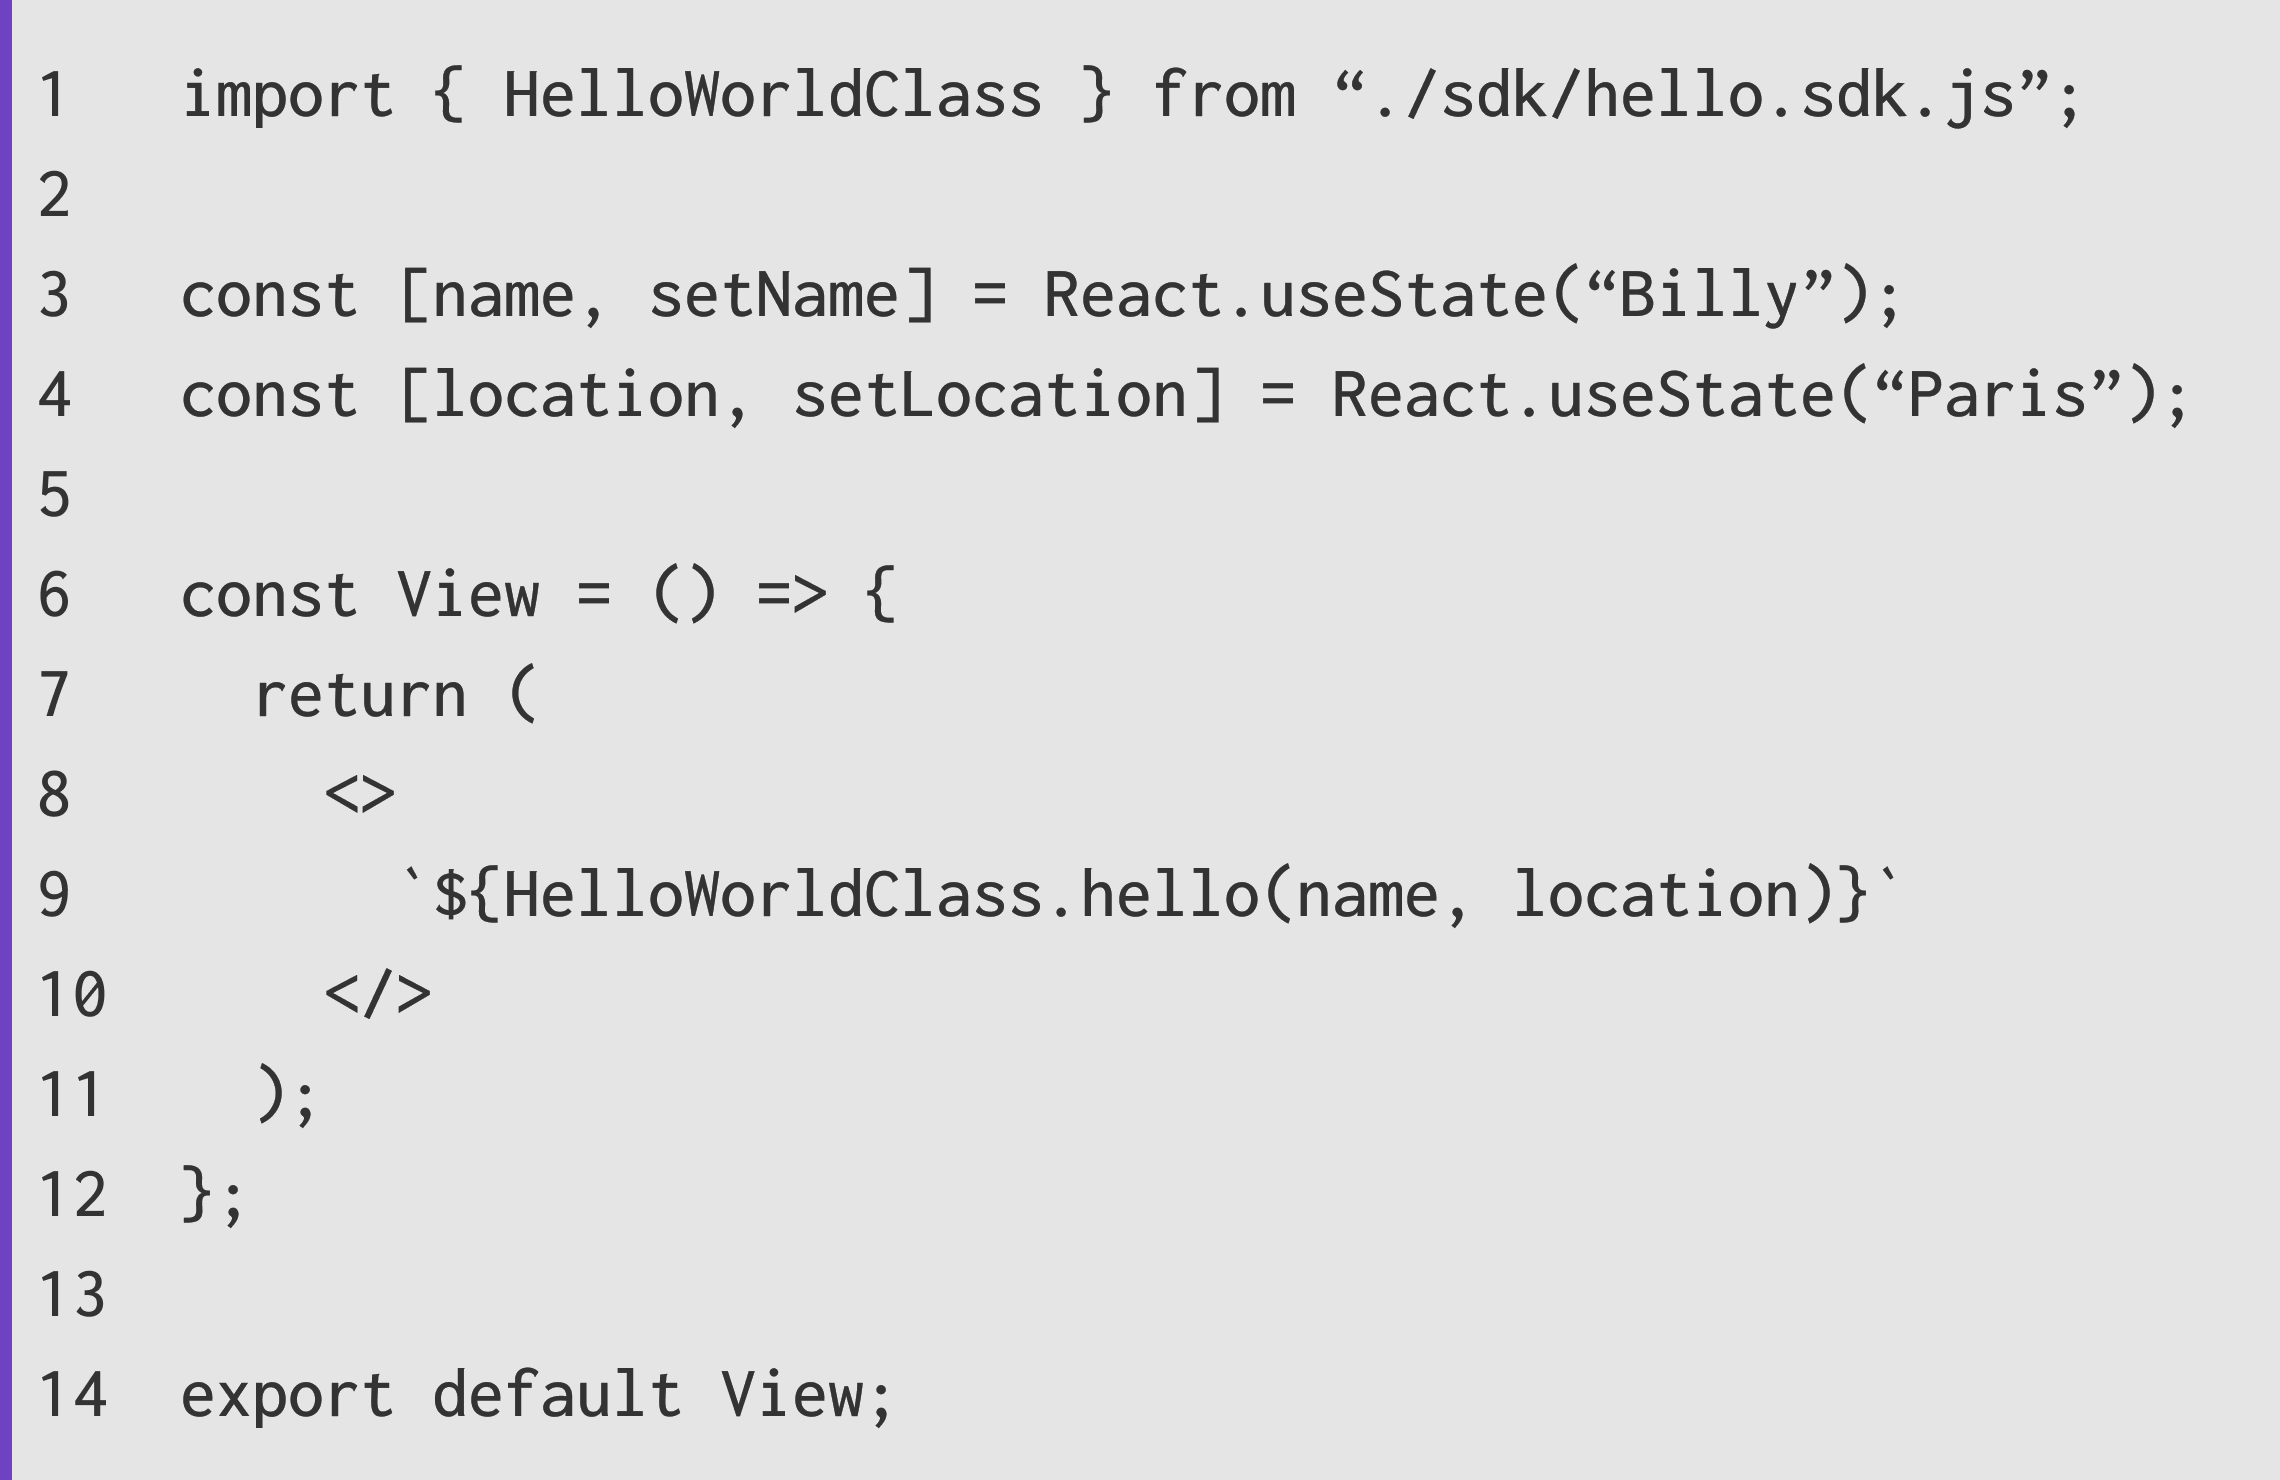 1 import { HelloWorldClass } from “./sdk/hello.sdk.js”;
2
3 const [name, setName] = React.useState(“Billy”);
4 const [location, setLocation] = React.useState(“Paris”);
5
6 const View = () => {
7   return (
8     <>
9       `${HelloWorldClass.hello(name, location)}`
10     </>
11   );
12 };
13
14 export default View;